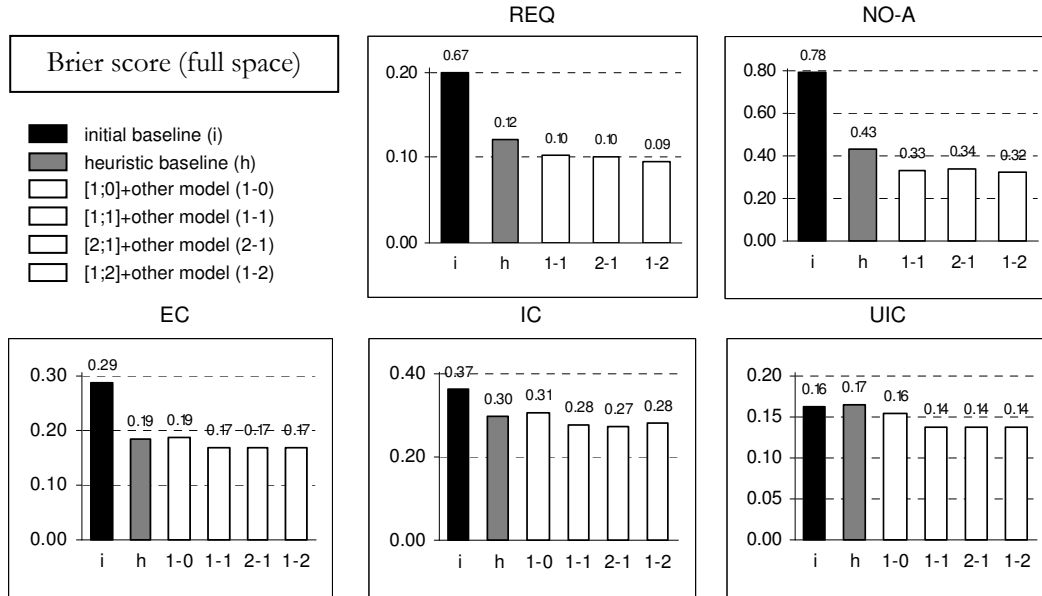 Brier score (full space)
initial baseline (i)
heuristic baseline (h)
[1;0]+other model (1-0)
[1;1]+other model (1-1)
[2;1]+other model (2-1)
[1;2]+other model (1-2)
REQ
0.20
0.10
0.00
0.67
0.12
0.10
0.10
0.09
i h 1-1 2-1 1-2
NO-A
0.80
0.60
0.40
0.20
0.00
0.78
0.43
0.33
0.34
0.32
i h 1-1 2-1 1-2
EC
0.30
0.20
0.10
0.00
0.29
0.19
0.19
0.17
0.17
0.17
i h 1-0 1-1 2-1 1-2
IC
0.40
0.20
0.00
0.37
0.30
0.31
0.28
0.27
0.28
i h 1-0 1-1 2-1 1-2
UIC
0.20
0.15
0.10
0.05
0.00
0.16
0.17
0.16
0.14
0.14
0.14
i h 1-0 1-1 2-1 1-2